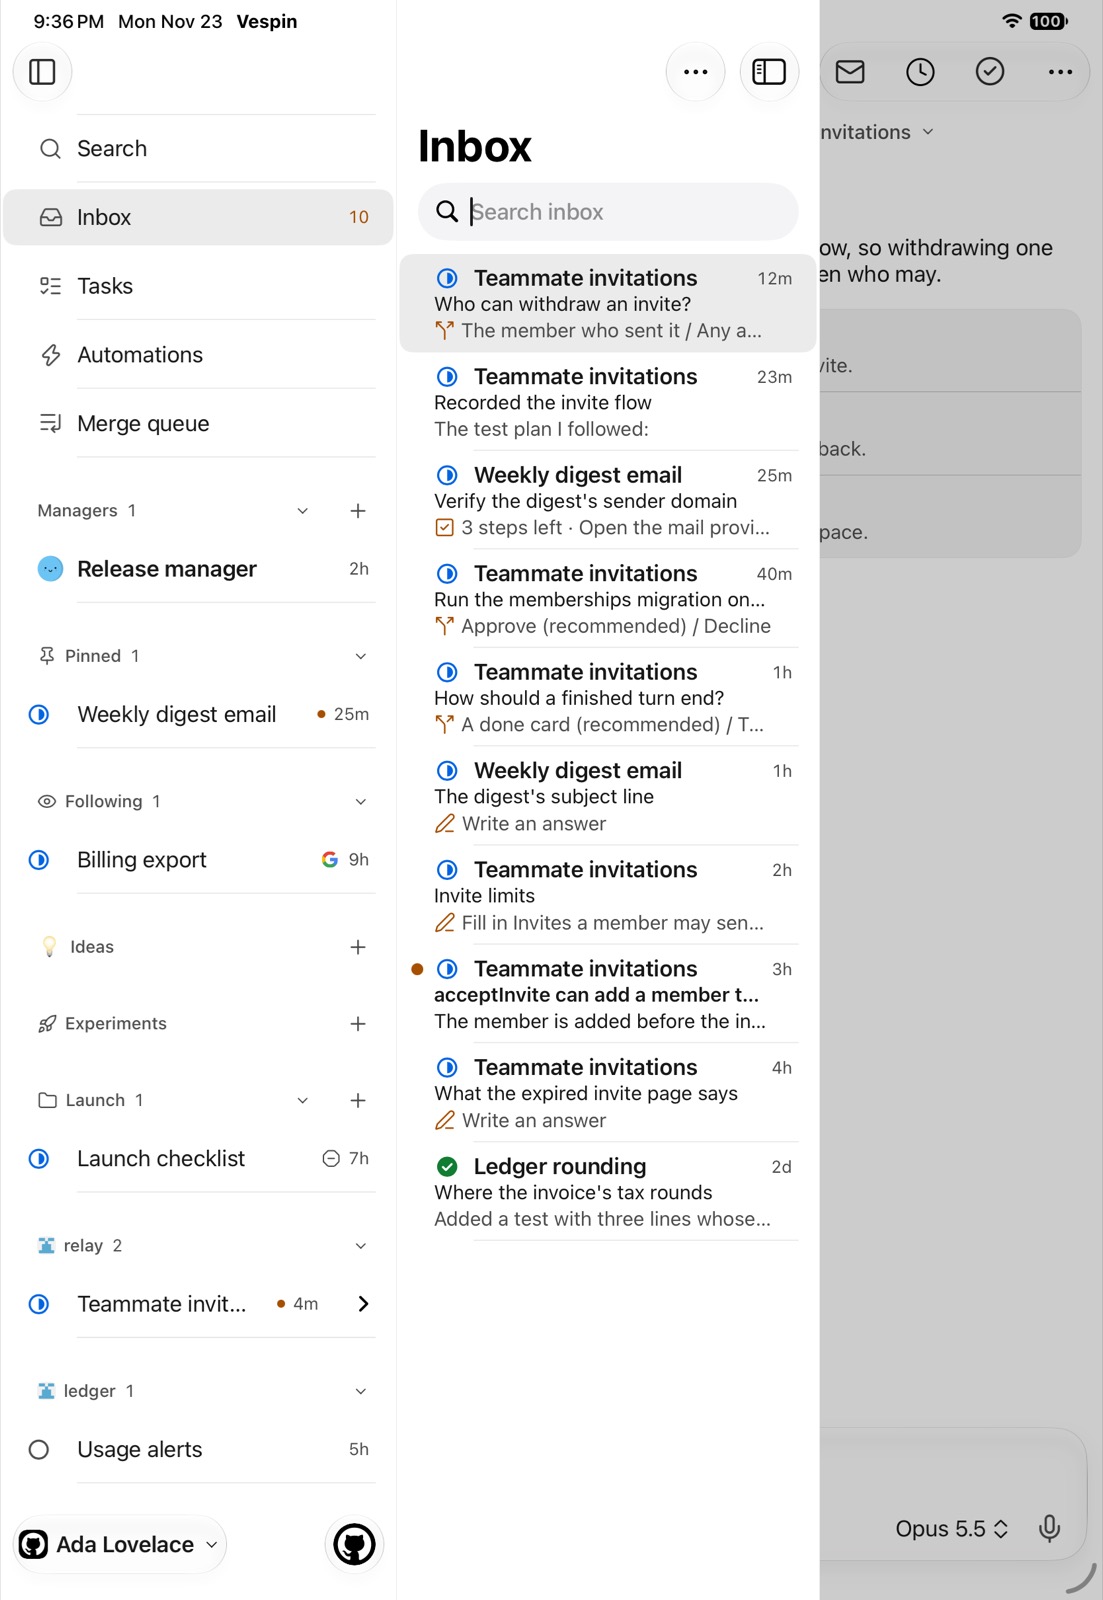 9:36 PM Mon Nov 23 Vespin
100
Search
Inbox 10
Tasks
Automations
Merge queue
Managers 1
Release manager 2h
Pinned 1
Weekly digest email 25m
Following 1
Billing export 9h
Ideas
Experiments
Launch 1
Launch checklist 7h
relay 2
Teammate invit... 4m
ledger 1
Usage alerts 5h
Ada Lovelace
Inbox
Search inbox
Teammate invitations 12m
Who can withdraw an invite?
The member who sent it / Any a...
Teammate invitations 23m
Recorded the invite flow
The test plan I followed:
Weekly digest email 25m
Verify the digest's sender domain
3 steps left · Open the mail provi...
Teammate invitations 40m
Run the memberships migration on...
Approve (recommended) / Decline
Teammate invitations 1h
How should a finished turn end?
A done card (recommended) / T...
Weekly digest email 1h
The digest's subject line
Write an answer
Teammate invitations 2h
Invite limits
Fill in Invites a member may sen...
Teammate invitations 3h
acceptInvite can add a member t...
The member is added before the in...
Teammate invitations 4h
What the expired invite page says
Write an answer
Ledger rounding 2d
Where the invoice's tax rounds
Added a test with three lines whose...
nvitations
ow, so withdrawing one
en who may.
vite.
back.
pace.
Opus 5.5